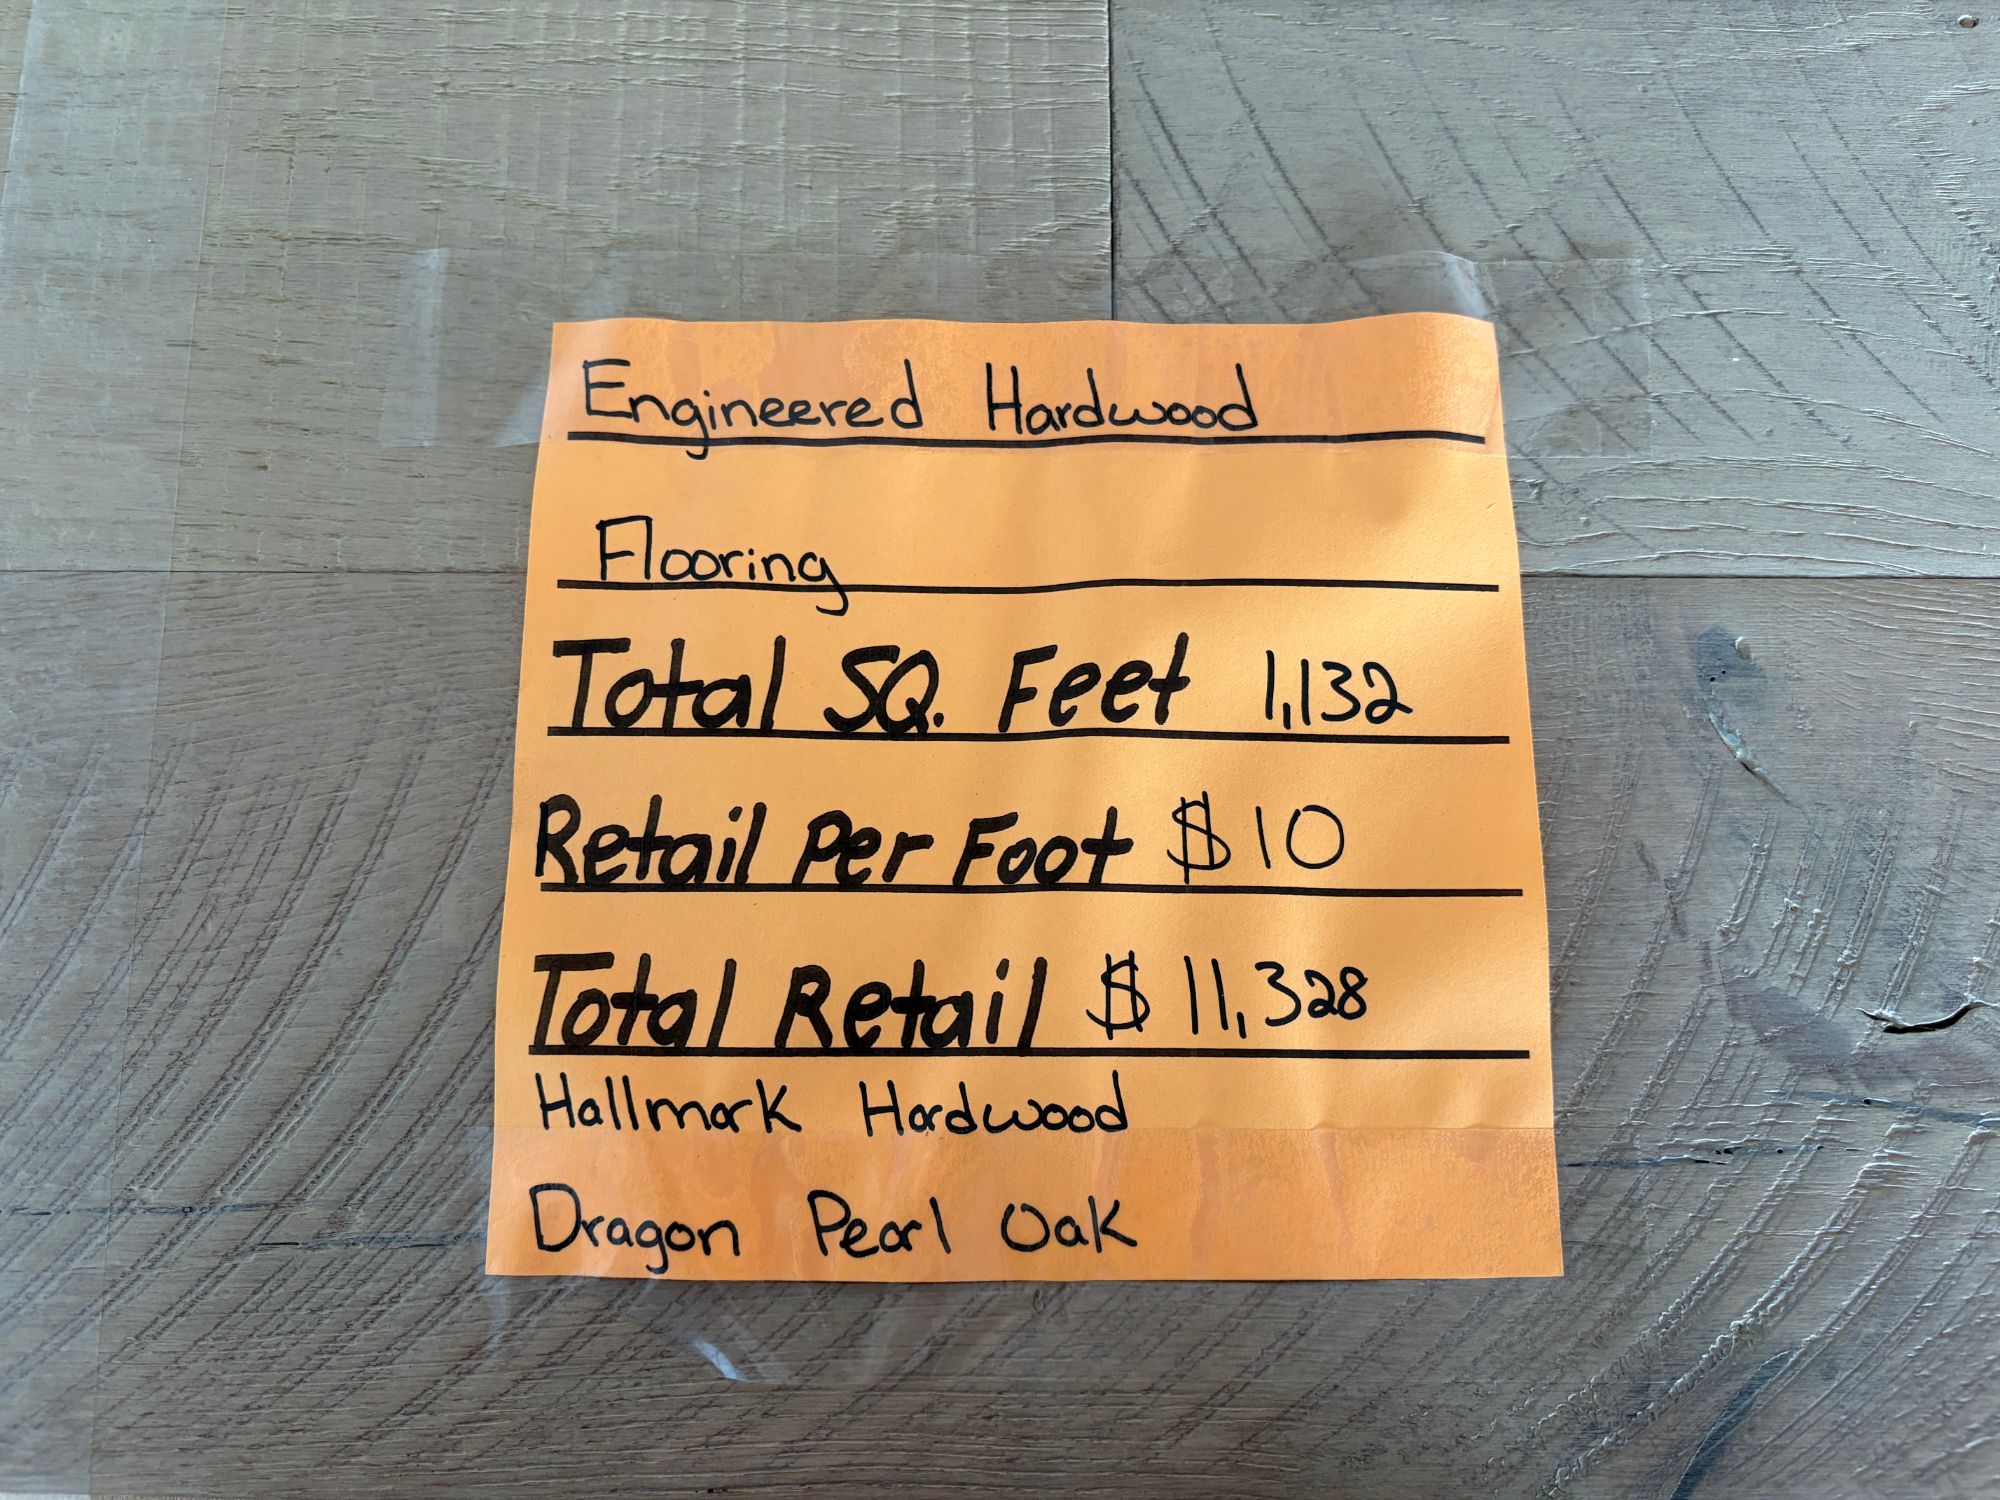 Engineered Hardwood
Flooring
Total SQ. Feet 1,132
Retail Per Foot $10
Total Retail $11,328
Hallmark Hardwood
Dragon Pearl Oak